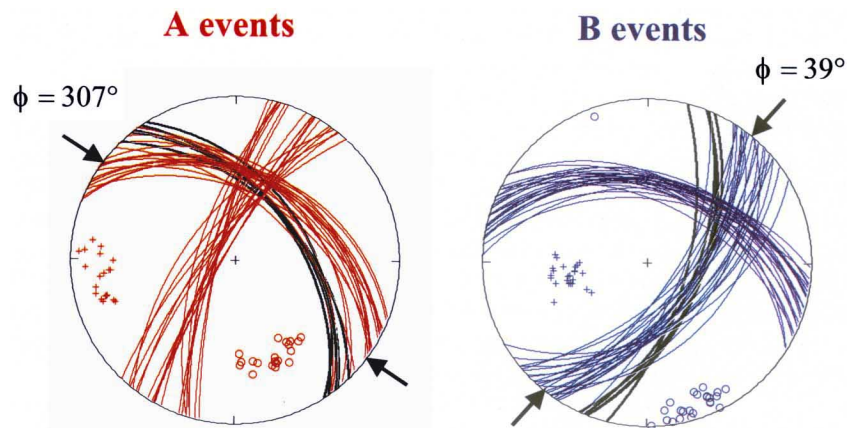 A events
B events
ϕ = 307°
ϕ = 39°